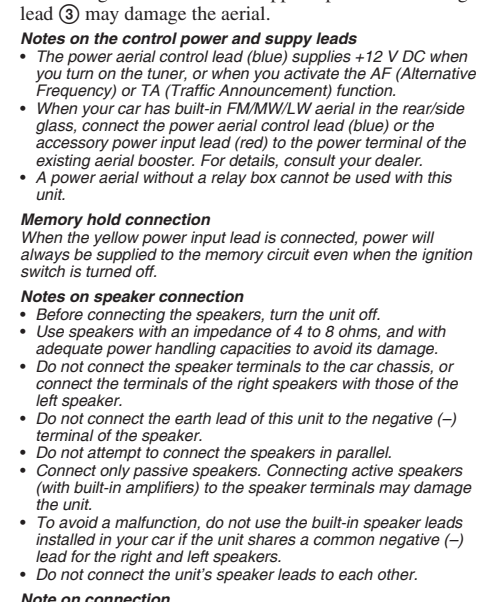 lead ③ may damage the aerial.
Notes on the control power and suppy leads
• The power aerial control lead (blue) supplies +12 V DC when
you turn on the tuner, or when you activate the AF (Alternative
Frequency) or TA (Traffic Announcement) function.
• When your car has built-in FM/MW/LW aerial in the rear/side
glass, connect the power aerial control lead (blue) or the
accessory power input lead (red) to the power terminal of the
existing aerial booster. For details, consult your dealer.
• A power aerial without a relay box cannot be used with this
unit.
Memory hold connection
When the yellow power input lead is connected, power will
always be supplied to the memory circuit even when the ignition
switch is turned off.
Notes on speaker connection
• Before connecting the speakers, turn the unit off.
• Use speakers with an impedance of 4 to 8 ohms, and with
adequate power handling capacities to avoid its damage.
• Do not connect the speaker terminals to the car chassis, or
connect the terminals of the right speakers with those of the
left speaker.
• Do not connect the earth lead of this unit to the negative (–)
terminal of the speaker.
• Do not attempt to connect the speakers in parallel.
• Connect only passive speakers. Connecting active speakers
(with built-in amplifiers) to the speaker terminals may damage
the unit.
• To avoid a malfunction, do not use the built-in speaker leads
installed in your car if the unit shares a common negative (–)
lead for the right and left speakers.
• Do not connect the unit's speaker leads to each other.
Note on connection